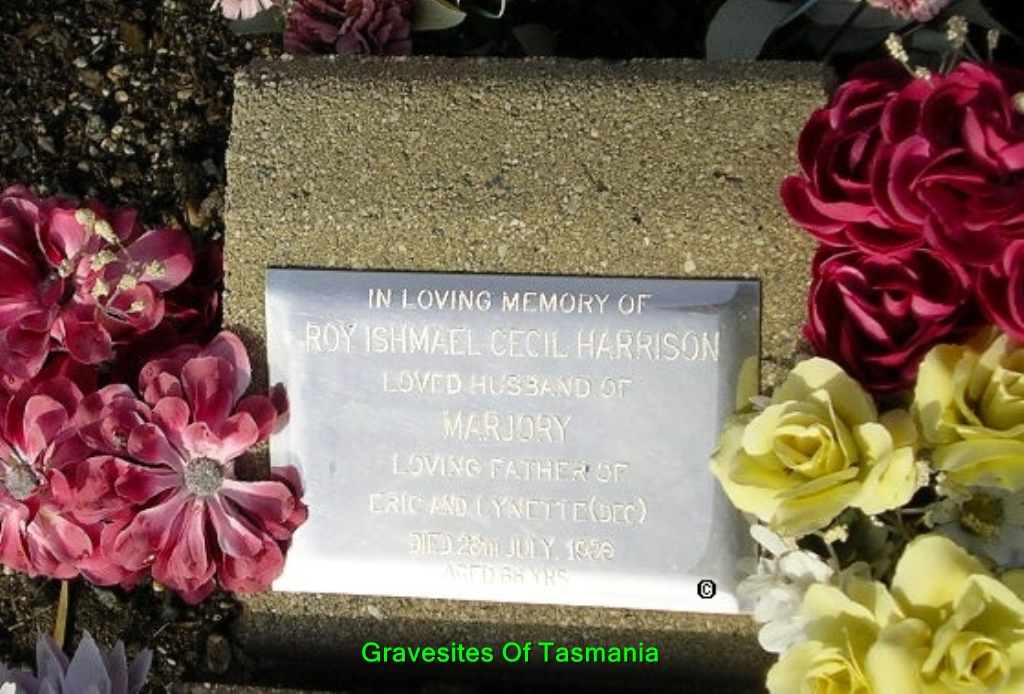 IN LOVING MEMORY OF
ROY ISHMAEL CECIL HARRISON
LOVED HUSBAND OF
MARJORY
LOVING FATHER OF
ERIC AND LYNETTE (DEC)
DIED JULY,
AGED YRS
©
Gravesites Of Tasmania